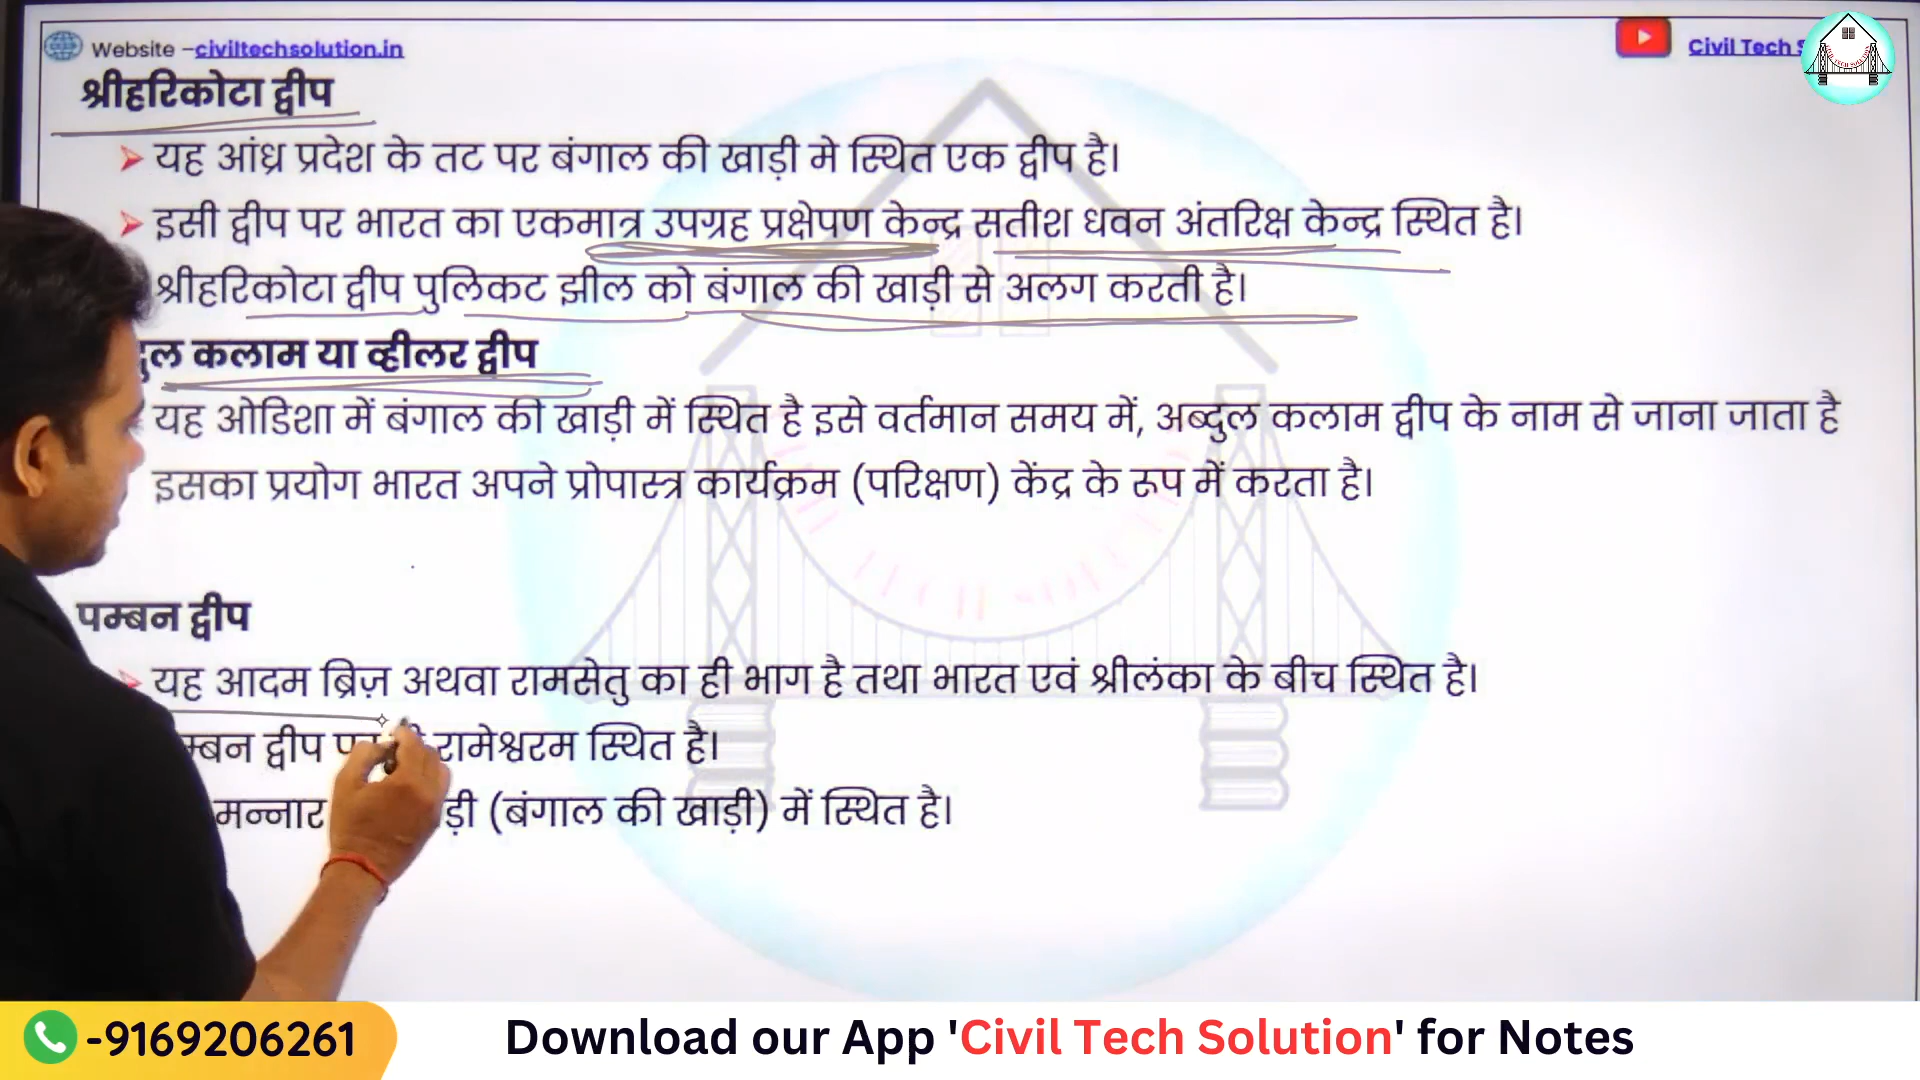 Website –civiltechsolution.in
Civil Tech
श्रीहरिकोटा द्वीप
यह आंध्र प्रदेश के तट पर बंगाल की खाड़ी मे स्थित एक द्वीप है।
इसी द्वीप पर भारत का एकमात्र उपग्रह प्रक्षेपण केन्द्र सतीश धवन अंतरिक्ष केन्द्र स्थित है।
श्रीहरिकोटा द्वीप पुलिकट झील को बंगाल की खाड़ी से अलग करती है।
कलाम या व्हीलर द्वीप
यह ओडिशा में बंगाल की खाड़ी में स्थित है इसे वर्तमान समय में, अब्दुल कलाम द्वीप के नाम से जाना जाता है
इसका प्रयोग भारत अपने प्रोपास्त्र कार्यक्रम (परिक्षण) केंद्र के रूप में करता है।
पम्बन द्वीप
यह आदम ब्रिज़ अथवा रामसेतु का ही भाग है तथा भारत एवं श्रीलंका के बीच स्थित है।
द्वीप रामेश्वरम स्थित है।
मन्नार (बंगाल की खाड़ी) में स्थित है।
-9169206261
Download our App 'Civil Tech Solution' for Notes